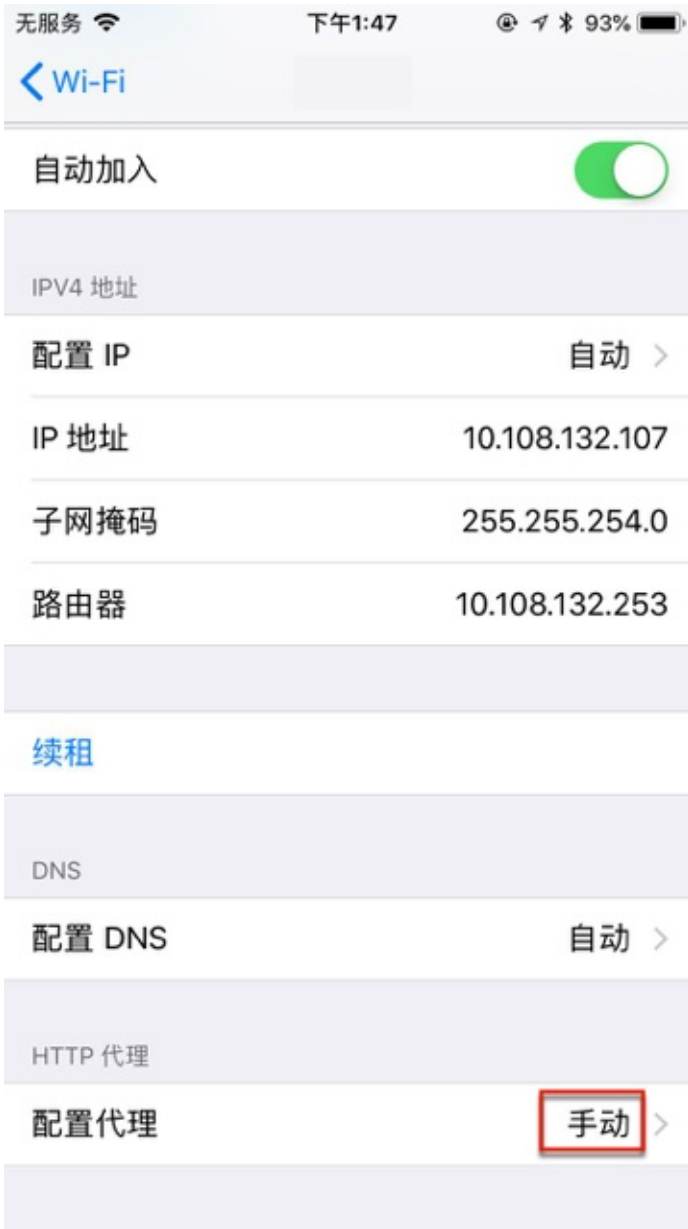 无服务 下午1:47 93%
Wi-Fi
自动加入
IPV4 地址
配置 IP 自动
IP 地址 10.108.132.107
子网掩码 255.255.254.0
路由器 10.108.132.253
续租
DNS
配置 DNS 自动
HTTP 代理
配置代理 手动